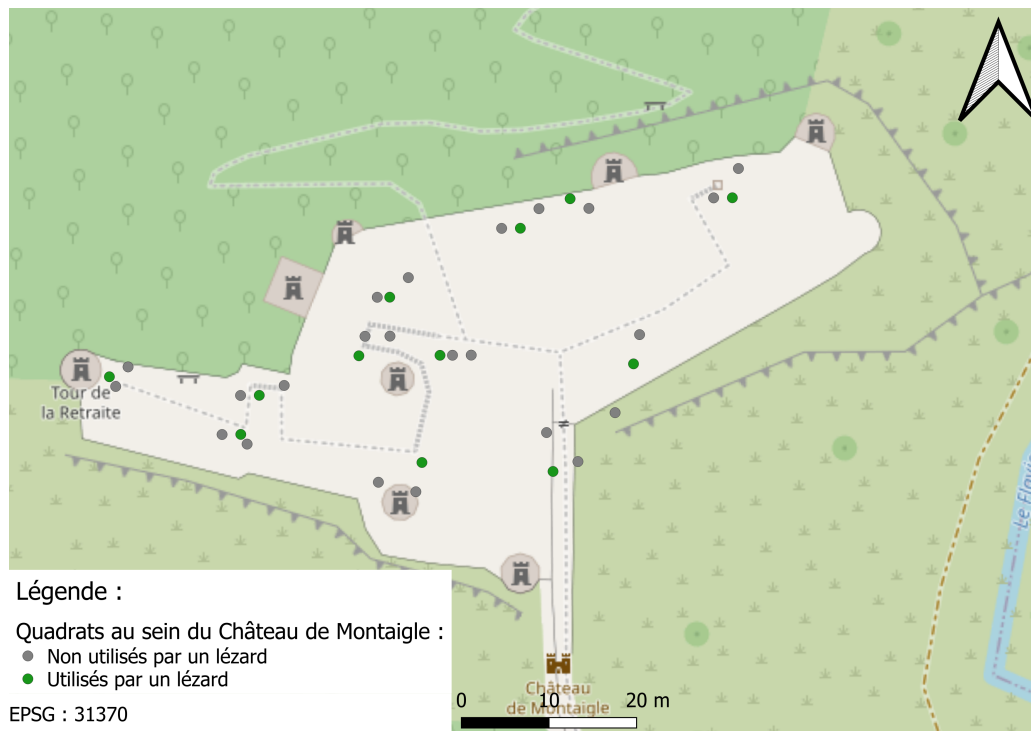 Tour de
la Retraite
Légende :
Quadrats au sein du Château de Montaigle :
Non utilisés par un lézard
Utilisés par un lézard
EPSG : 31370
Château
de Montaigle
0 10 20 m
Le